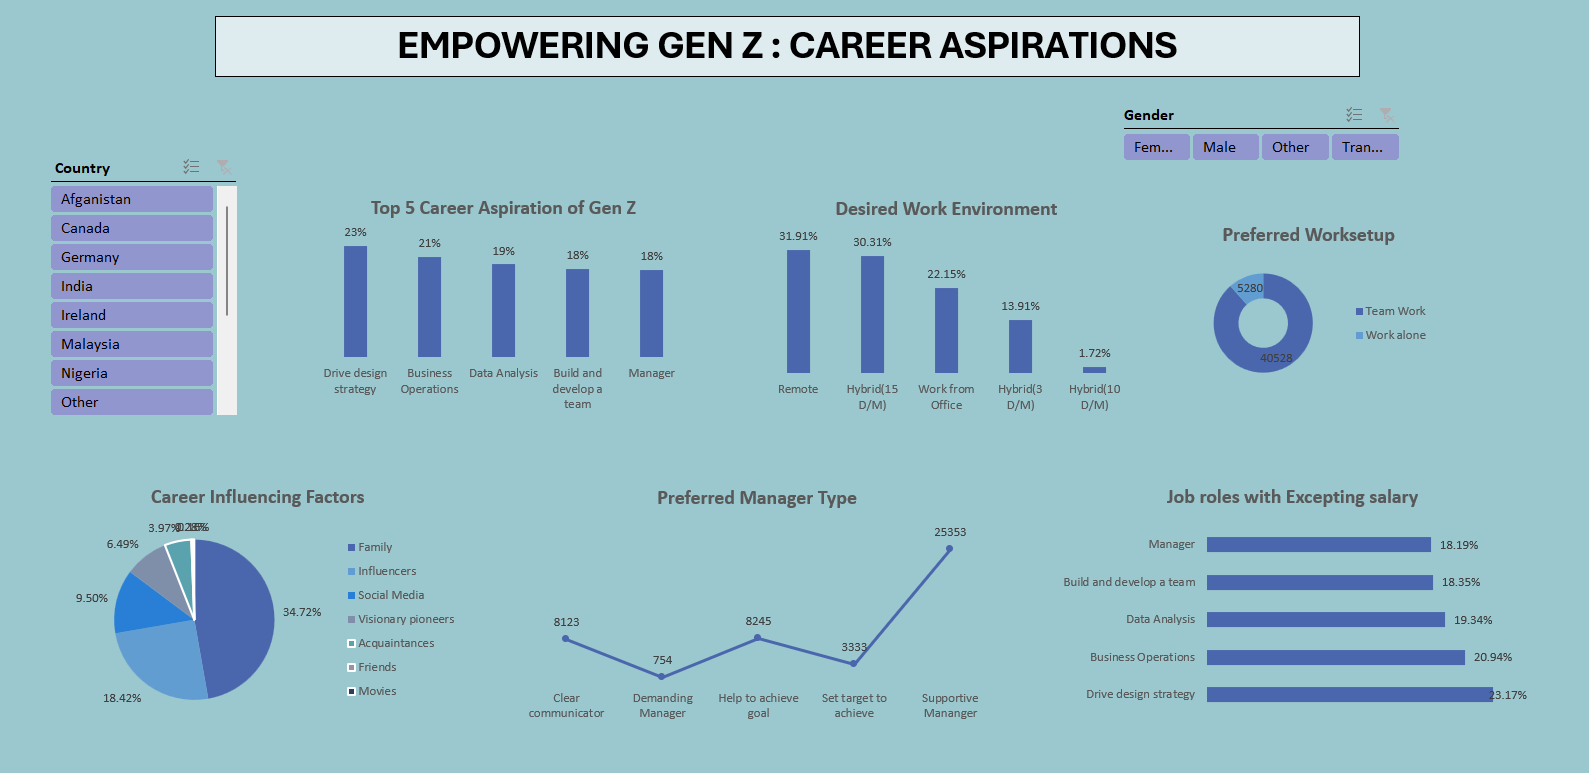 EMPOWERING GEN Z : CAREER ASPIRATIONS
Gender
Fem...
Male
Other
Tran...
Country
Afganistan
Canada
Germany
India
Ireland
Malaysia
Nigeria
Other
Top 5 Career Aspiration of Gen Z
23%
21%
19%
18%
18%
Drive design
strategy
Business
Operations
Data Analysis
Build and
develop a
team
Manager
Desired Work Environment
31.91%
30.31%
22.15%
13.91%
1.72%
Remote
Hybrid(15
D/M)
Work from
Office
Hybrid(3
D/M)
Hybrid(10
D/M)
Preferred Worksetup
5280
40528
Team Work
Work alone
Career Influencing Factors
3.97%
6.49%
9.50%
18.42%
34.72%
Family
Influencers
Social Media
Visionary pioneers
Acquaintances
Friends
Movies
Preferred Manager Type
8123
754
8245
3333
25353
Clear
communicator
Demanding
Manager
Help to achieve
goal
Set target to
achieve
Supportive
Mananger
Job roles with Excepting salary
Manager
18.19%
Build and develop a team
18.35%
Data Analysis
19.34%
Business Operations
20.94%
Drive design strategy
23.17%